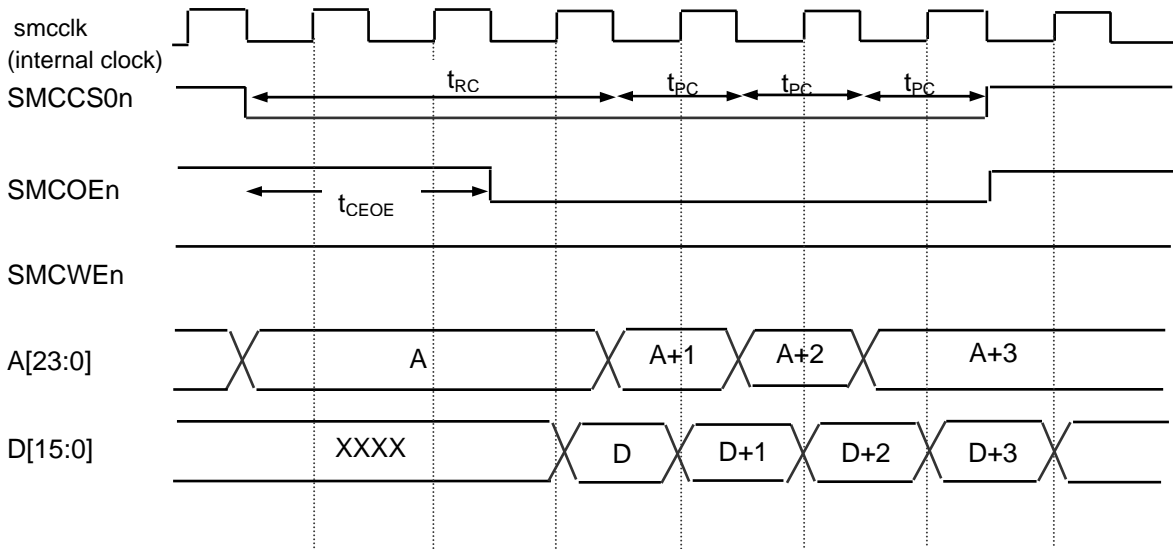 smcclk
(internal clock)
SMCCS0n
tRC
tPC
tPC
tPC
SMCOEn
tCEOE
SMCWEn
A[23:0]
A
A+1
A+2
A+3
D[15:0]
XXXX
D
D+1
D+2
D+3